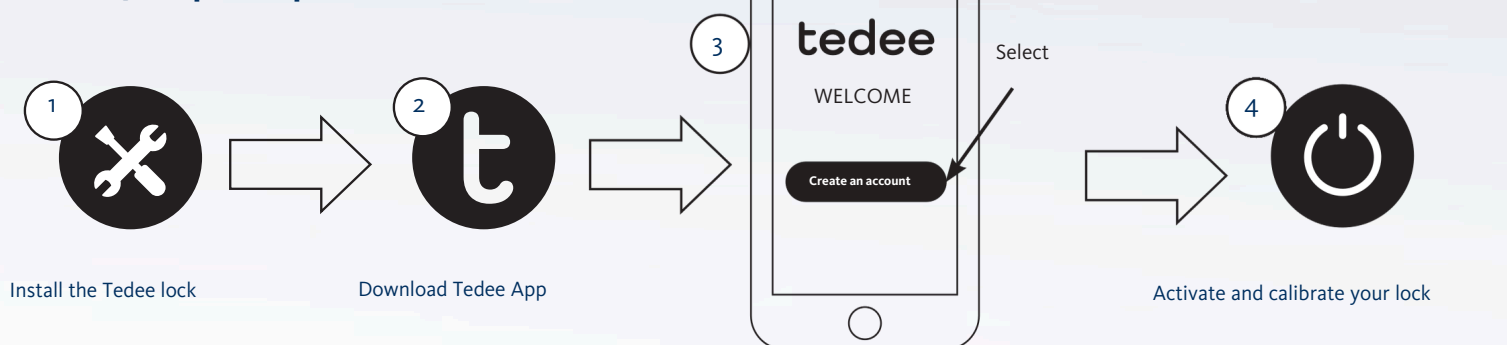 1
Install the Tedee lock
2
t
Download Tedee App
3
tedee
WELCOME
Create an account
Select
4
Activate and calibrate your lock